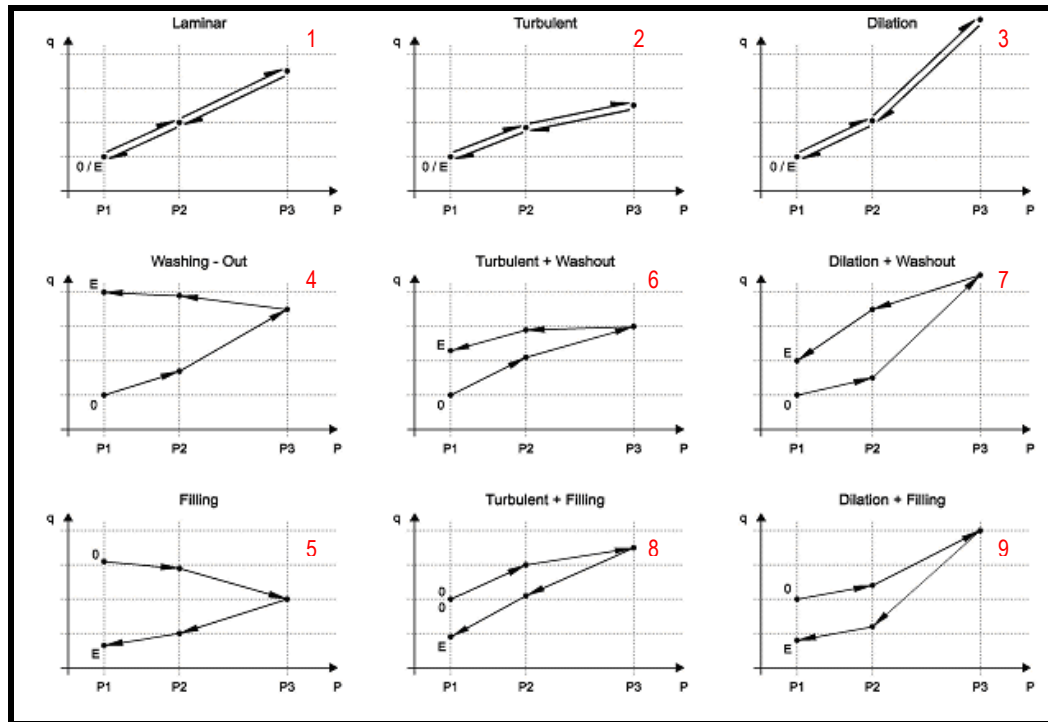 Laminar
1
q
0 / E
P1 P2 P3 P
Turbulent
2
q
0 / E
P1 P2 P3 P
Dilation
3
q
0 / E
P1 P2 P3 P
Washing - Out
4
q
E
0
P1 P2 P3 P
Turbulent + Washout
6
q
E
0
P1 P2 P3 P
Dilation + Washout
7
q
E
0
P1 P2 P3 P
Filling
5
q
0
E
P1 P2 P3 P
Turbulent + Filling
8
q
0
0
E
P1 P2 P3 P
Dilation + Filling
9
q
0
E
P1 P2 P3 P